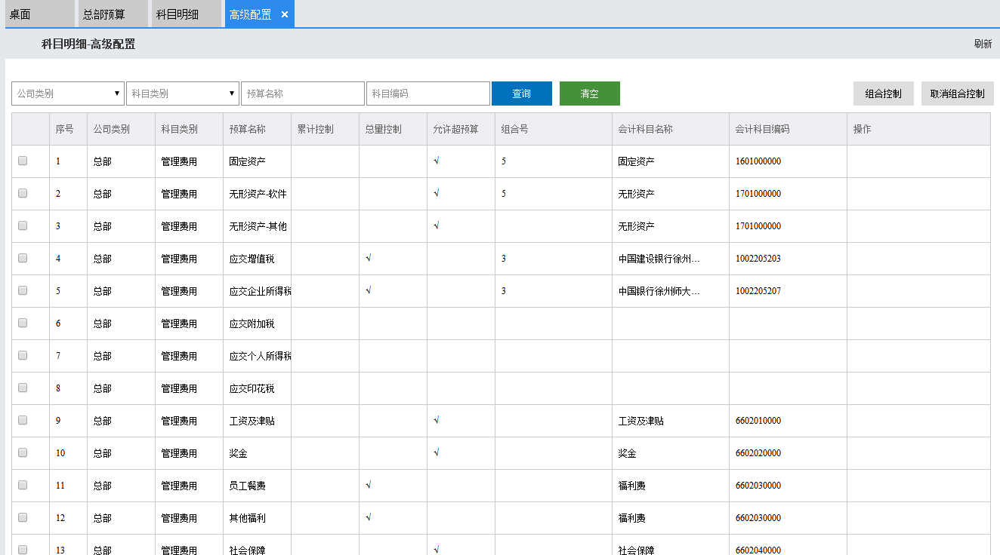 桌面 总部预算 科目明细 高级配置 ×
科目明细-高级配置 刷新
公司类别 ▼ 科目类别 ▼ 预算名称 科目编码 查询 清空 组合控制 取消组合控制
序号 公司类别 科目类别 预算名称 累计控制 总量控制 允许超预算 组合号 会计科目名称 会计科目编码 操作
1 总部 管理费用 固定资产 √ 5 固定资产 1601000000
2 总部 管理费用 无形资产-软件 √ 5 无形资产 1701000000
3 总部 管理费用 无形资产-其他 √ 无形资产 1701000000
4 总部 管理费用 应交增值税 √ 3 中国建设银行徐州... 1002205203
5 总部 管理费用 应交企业所得税 √ 3 中国银行徐州师大... 1002205207
6 总部 管理费用 应交附加税
7 总部 管理费用 应交个人所得税
8 总部 管理费用 应交印花税
9 总部 管理费用 工资及津贴 √ 工资及津贴 6602010000
10 总部 管理费用 奖金 √ 奖金 6602020000
11 总部 管理费用 员工餐费 √ 福利费 6602030000
12 总部 管理费用 其他福利 √ 福利费 6602030000
13 总部 管理费用 社会保障 √ 社会保障 6602040000